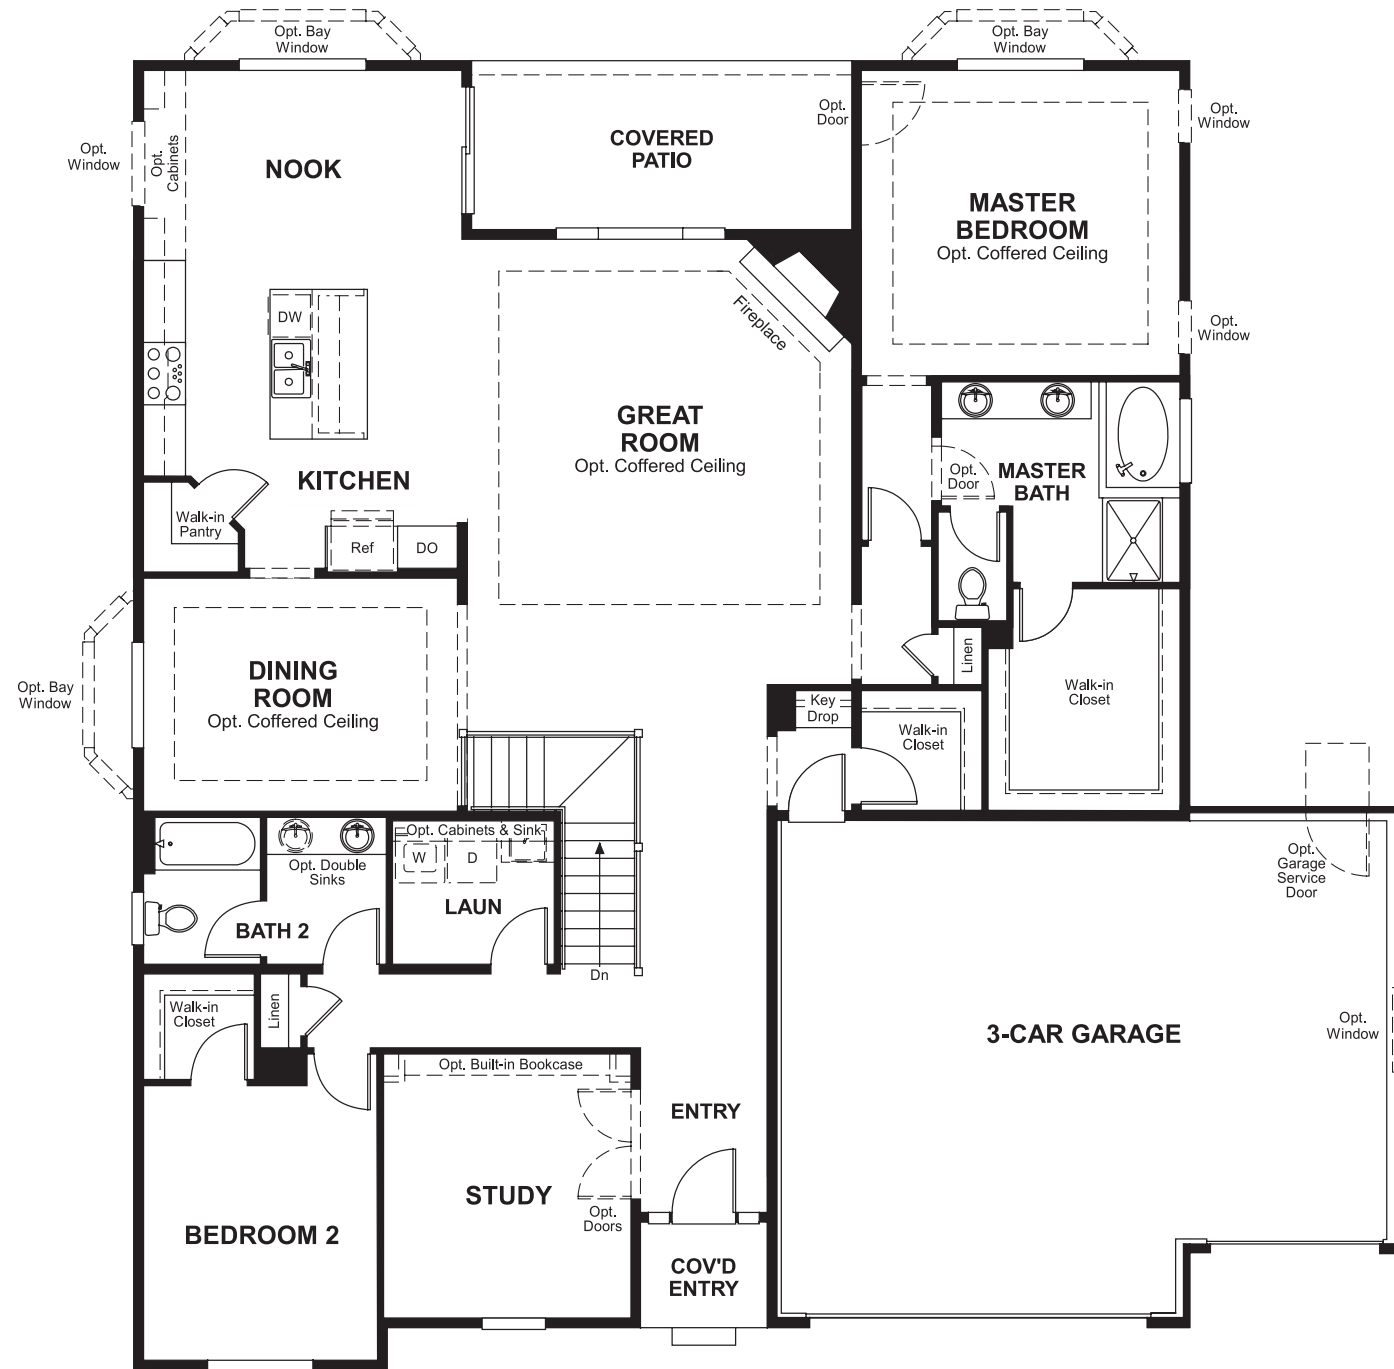 Opt. Bay
Window
Opt. Bay
Window
Opt.
Window
Opt.
Cabinets
NOOK
COVERED
PATIO
Opt.
Door
Opt.
Window
MASTER
BEDROOM
Opt. Coffered Ceiling
Opt.
Window
DW
Fireplace
GREAT
ROOM
Opt. Coffered Ceiling
KITCHEN
Opt.
Door
MASTER
BATH
Walk-in
Pantry
Ref
DO
DINING
ROOM
Opt. Coffered Ceiling
Opt. Bay
Window
Linen
Walk-in
Closet
Key
Drop
Walk-in
Closet
Opt. Cabinets & Sink
W
D
LAUN
Opt. Double
Sinks
BATH 2
Opt.
Garage
Service
Door
Dn
Walk-in
Closet
Linen
3-CAR GARAGE
Opt.
Window
Opt. Built-in Bookcase
ENTRY
STUDY
Opt.
Doors
BEDROOM 2
COV'D
ENTRY